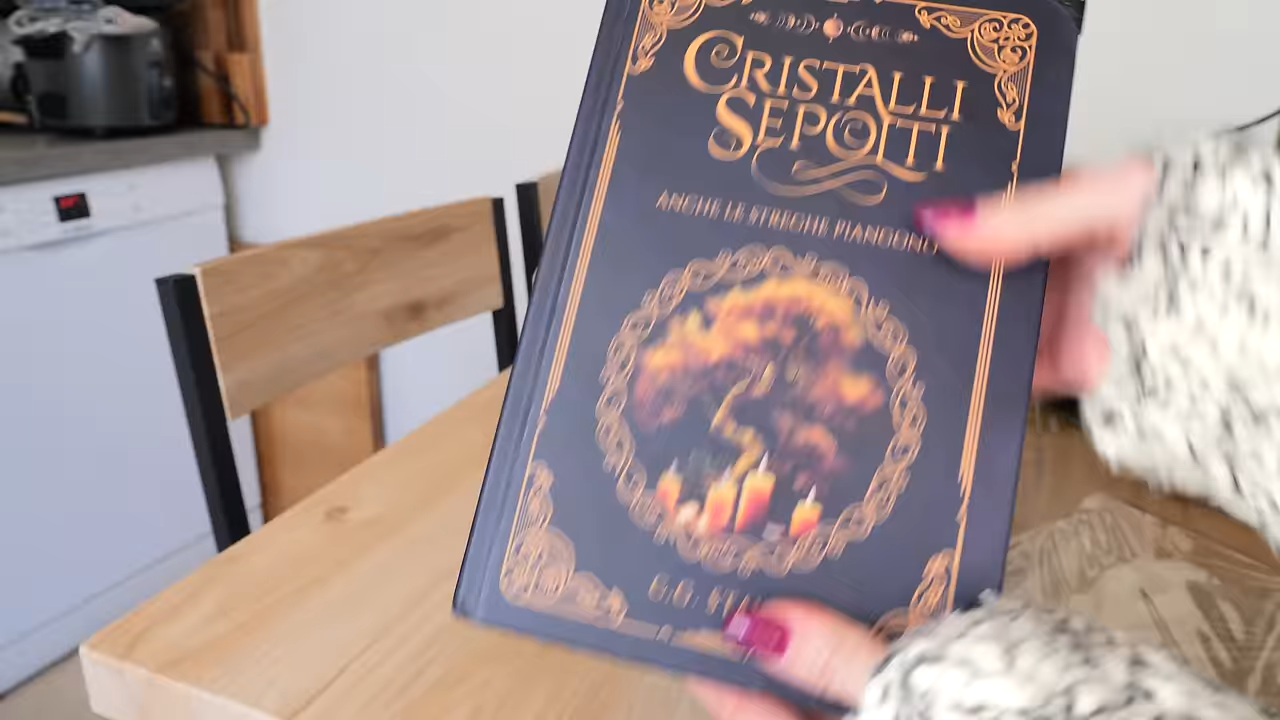 CRISTALLI
SEPOLTI
ANCHE LE STREGHE PIANGONO
G.G.